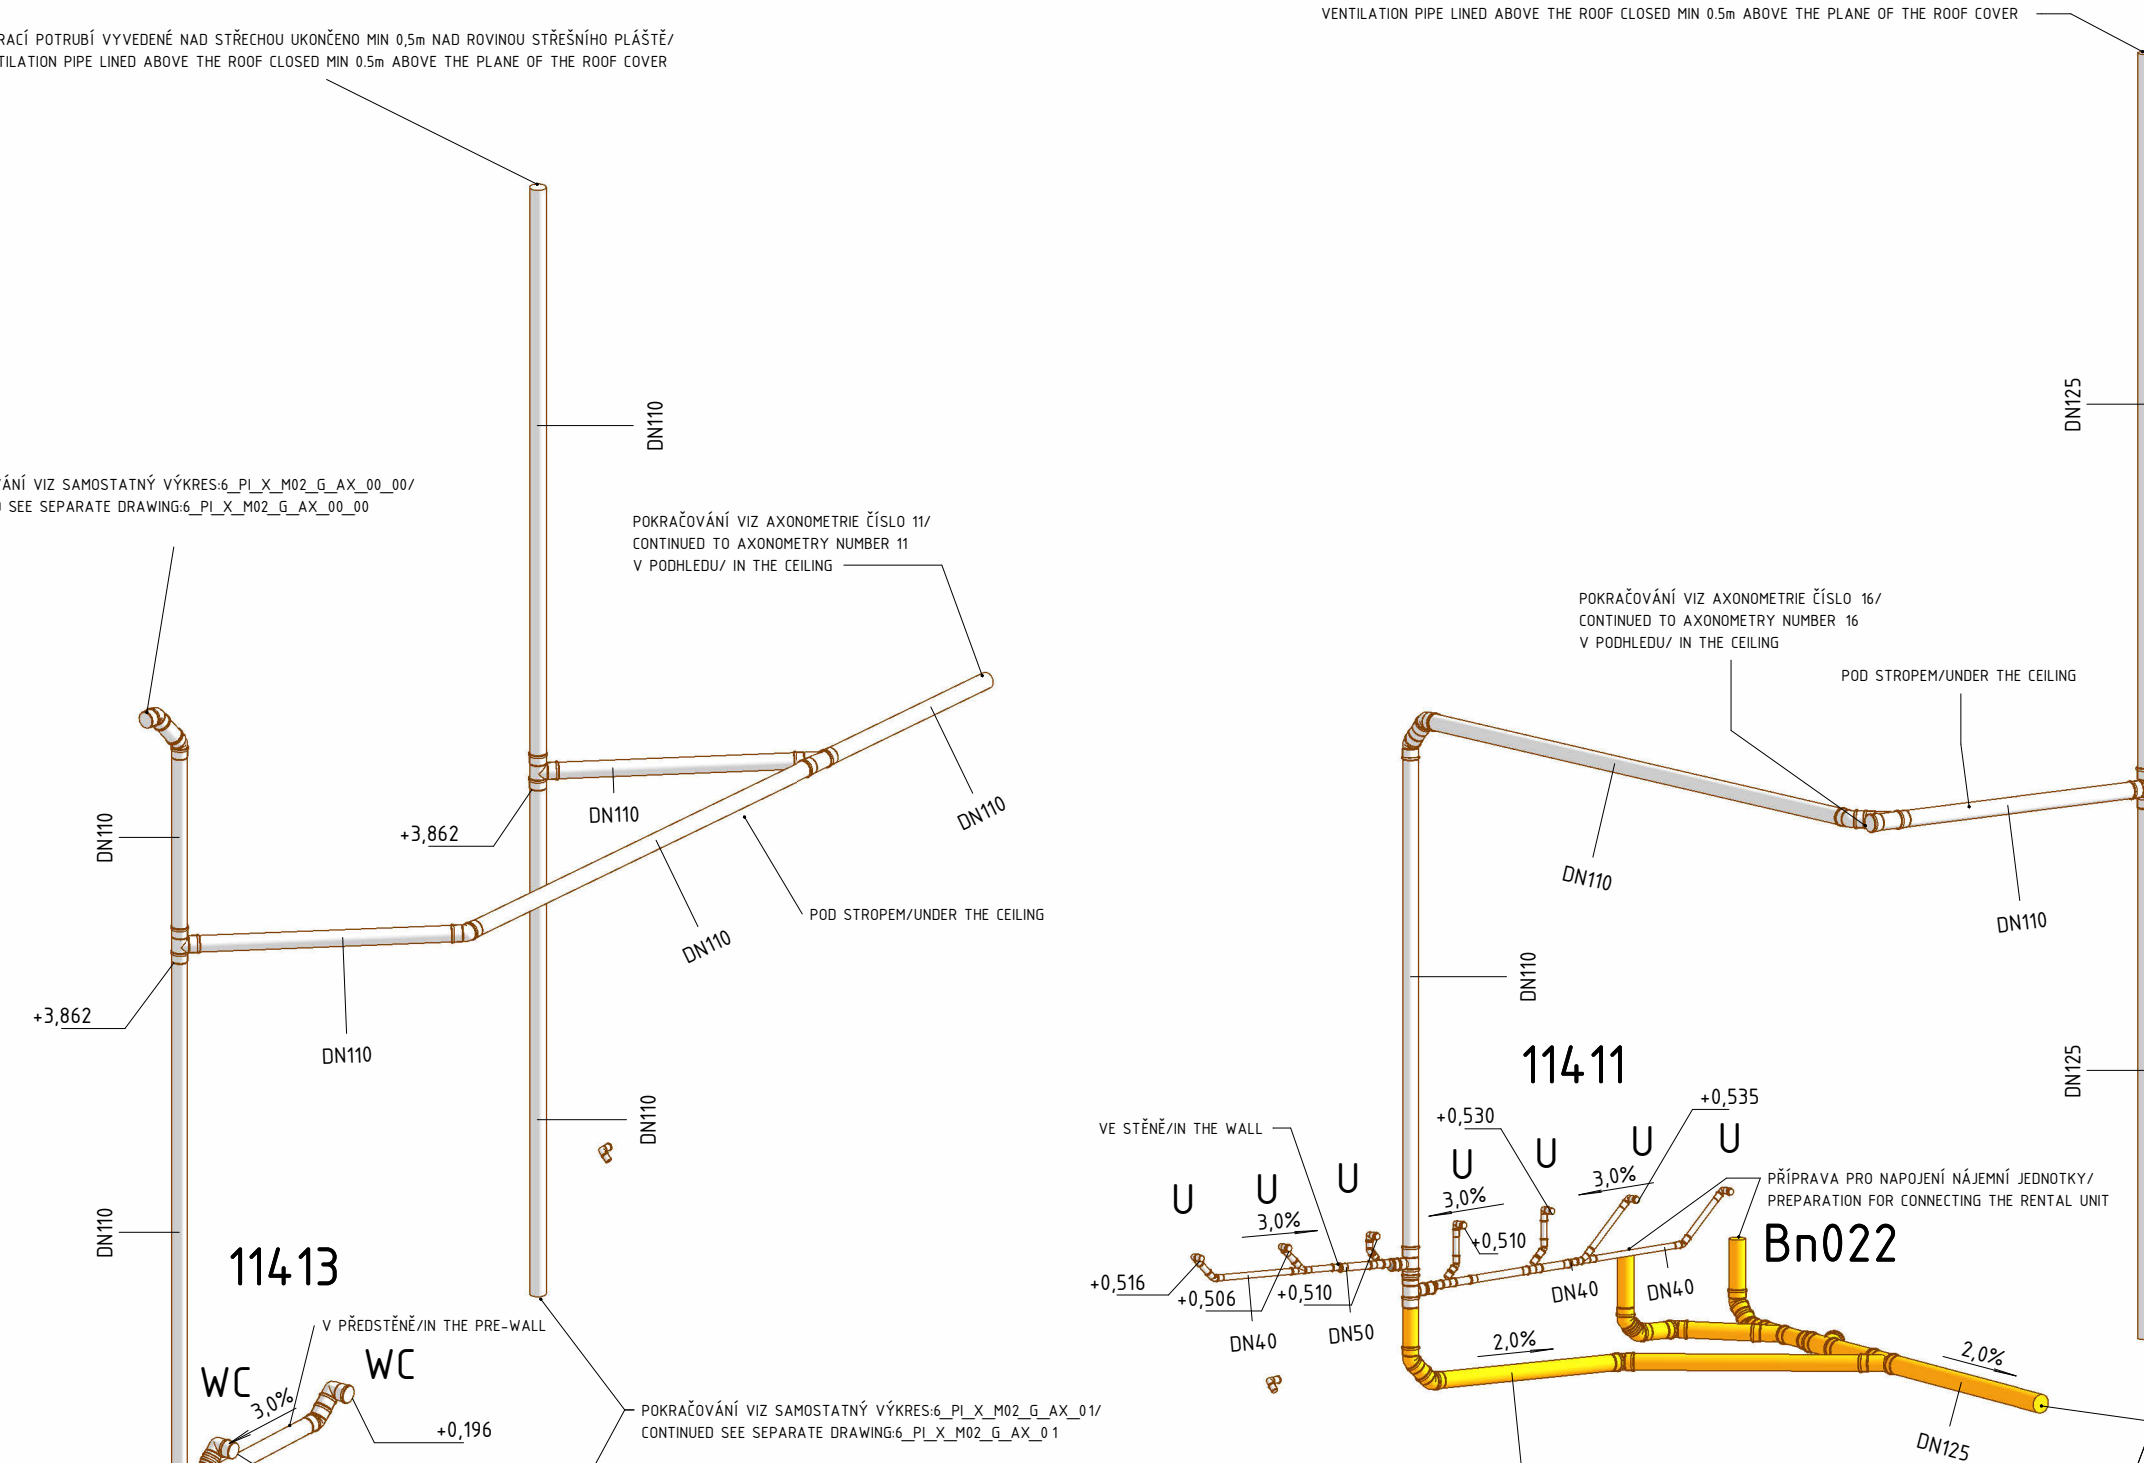 VENTILATION PIPE LINED ABOVE THE ROOF CLOSED MIN 0.5m ABOVE THE PLANE OF THE ROOF COVER
RACÍ POTRUBÍ VYVEDENÉ NAD STŘECHOU UKONČENO MIN 0,5m NAD ROVINOU STŘEŠNÍHO PLÁŠTĚ/
TILATION PIPE LINED ABOVE THE ROOF CLOSED MIN 0.5m ABOVE THE PLANE OF THE ROOF COVER
DN110
DN125
VÁNÍ VIZ SAMOSTATNÝ VÝKRES:6_PI_X_M02_G_AX_00_00/
SEE SEPARATE DRAWING:6_PI_X_M02_G_AX_00_00
POKRAČOVÁNÍ VIZ AXONOMETRIE ČÍSLO 11/
CONTINUED TO AXONOMETRY NUMBER 11
V PODHLEDU/ IN THE CEILING
POKRAČOVÁNÍ VIZ AXONOMETRIE ČÍSLO 16/
CONTINUED TO AXONOMETRY NUMBER 16
V PODHLEDU/ IN THE CEILING
POD STROPEM/UNDER THE CEILING
DN110
+3,862
DN110
DN110
DN110
DN110
DN110
POD STROPEM/UNDER THE CEILING
+3,862
DN110
DN110
11411
DN125
+0,535
+0,530
VE STĚNĚ/IN THE WALL
DN110
U
U
U
U
U
U
U
3,0%
3,0%
3,0%
PŘÍPRAVA PRO NAPOJENÍ NÁJEMNÍ JEDNOTKY/
PREPARATION FOR CONNECTING THE RENTAL UNIT
Bn022
DN110
11413
+0,510
+0,516
+0,506
+0,510
DN40
DN40
DN40
DN50
V PŘEDSTĚNĚ/IN THE PRE-WALL
2,0%
2,0%
WC
WC
3,0%
+0,196
POKRAČOVÁNÍ VIZ SAMOSTATNÝ VÝKRES:6_PI_X_M02_G_AX_01/
CONTINUED SEE SEPARATE DRAWING:6_PI_X_M02_G_AX_01
DN125